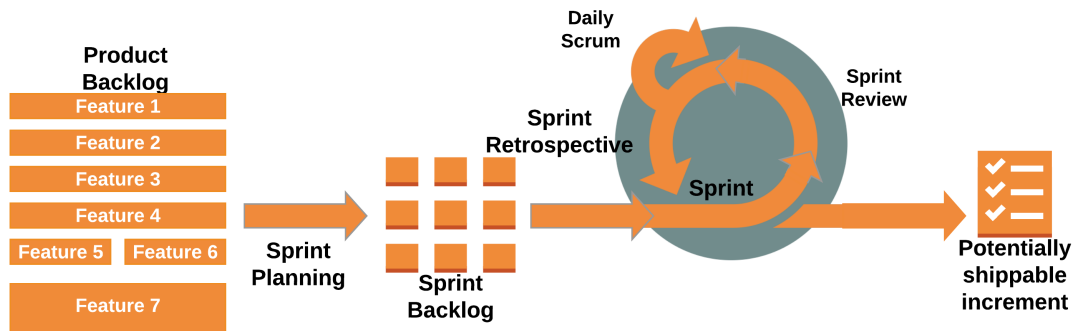 Product
Backlog
Feature 1
Feature 2
Feature 3
Feature 4
Feature 5
Feature 6
Feature 7
Sprint
Planning
Sprint
Backlog
Sprint
Retrospective
Daily
Scrum
Sprint
Review
Sprint
Potentially
shippable
increment